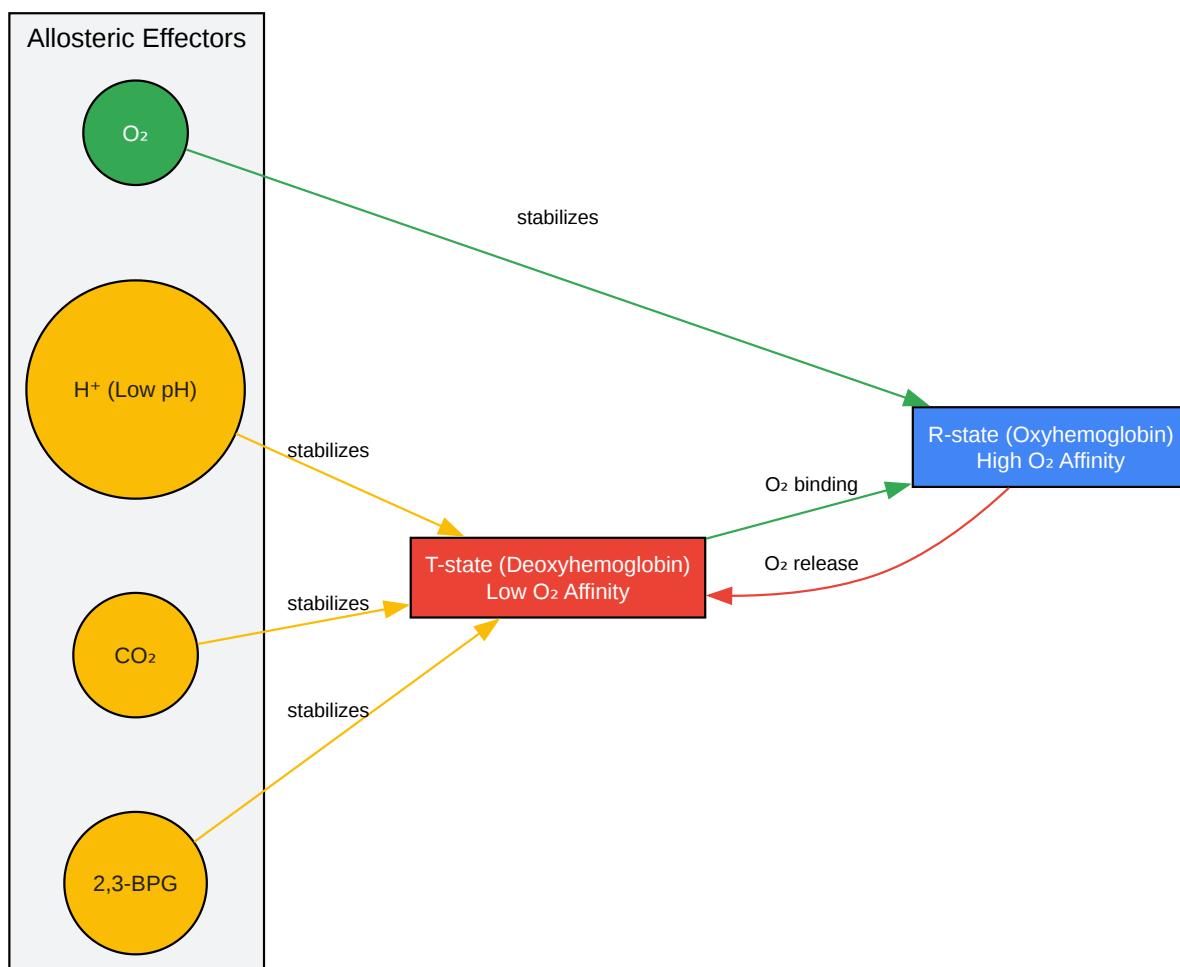 Allosteric Effectors
O₂
stabilizes
H⁺ (Low pH)
stabilizes
R-state (Oxyhemoglobin)
High O₂ Affinity
O₂ binding
T-state (Deoxyhemoglobin)
Low O₂ Affinity
O₂ release
stabilizes
CO₂
stabilizes
2,3-BPG